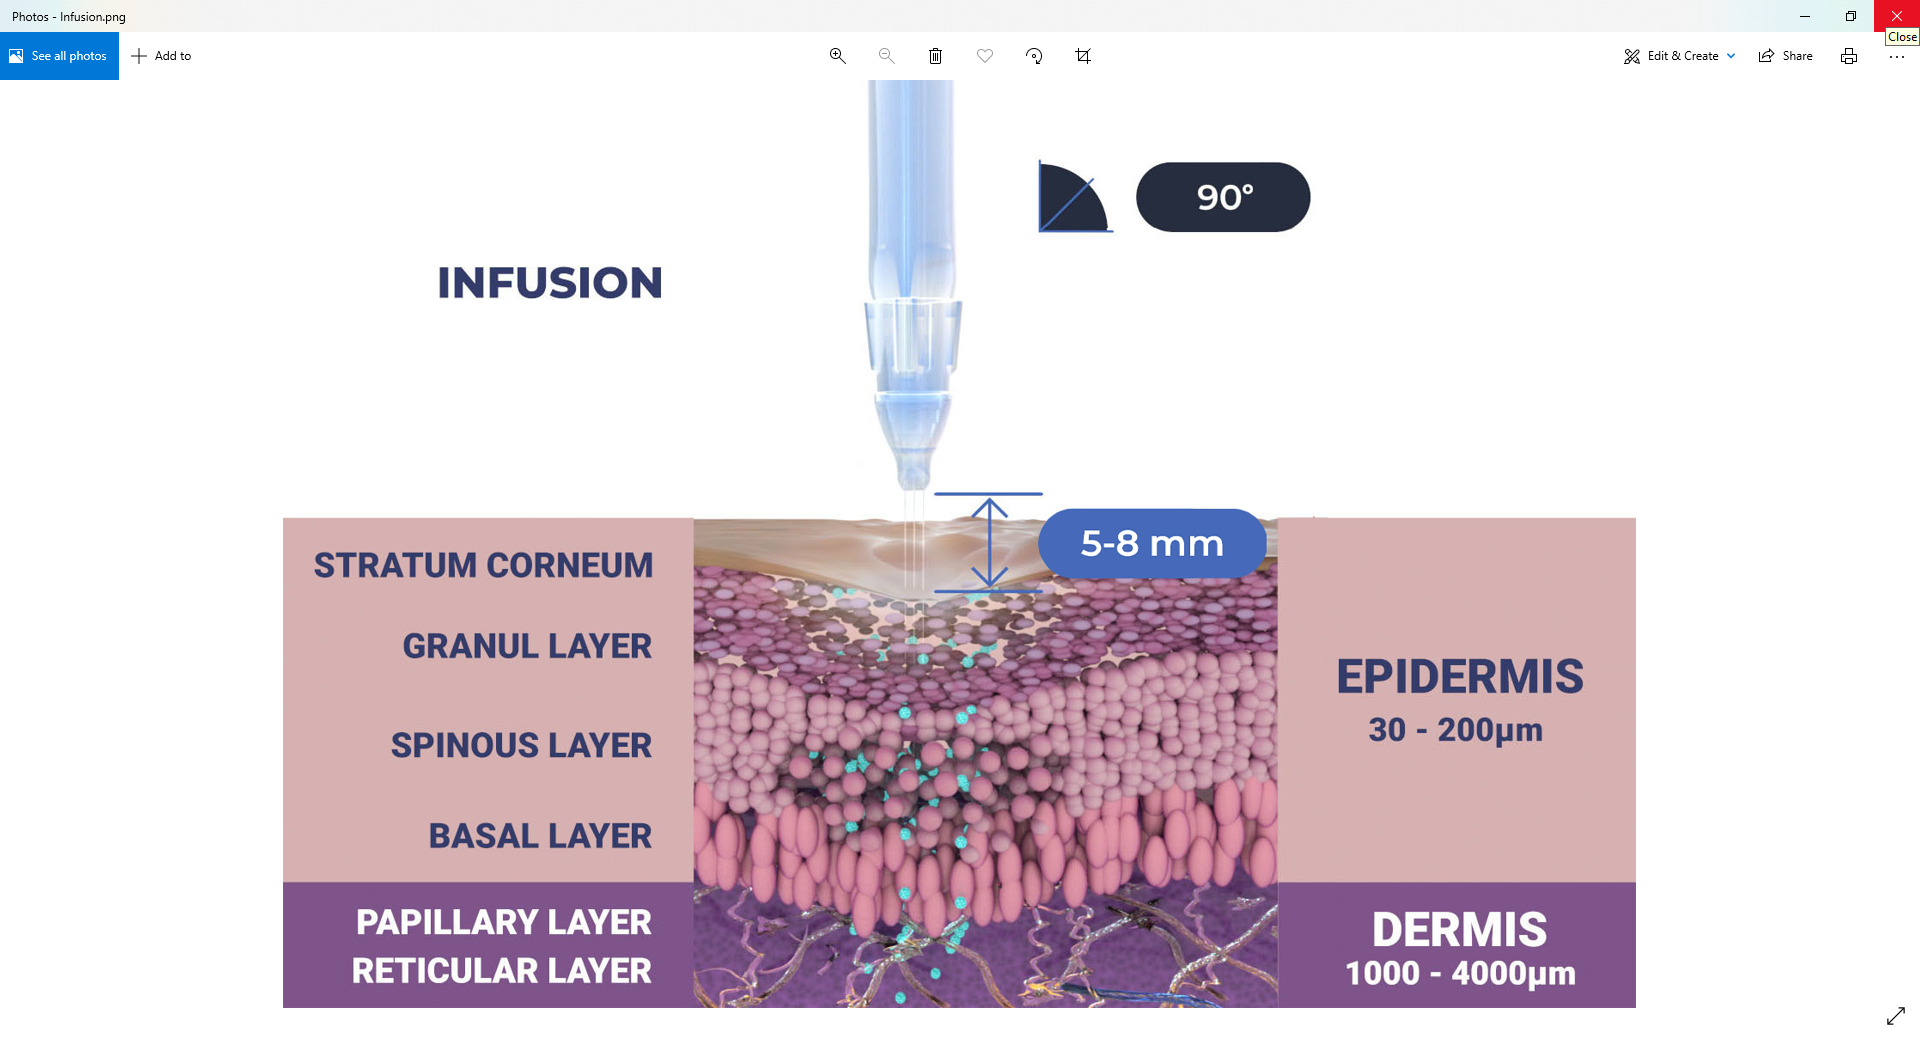 Photos - Infusion.png
Close
See all photos
Add to
Edit & Create
Share
90°
INFUSION
5-8 mm
STRATUM CORNEUM
GRANUL LAYER
SPINOUS LAYER
BASAL LAYER
PAPILLARY LAYER
RETICULAR LAYER
EPIDERMIS
30 - 200µm
DERMIS
1000 - 4000µm